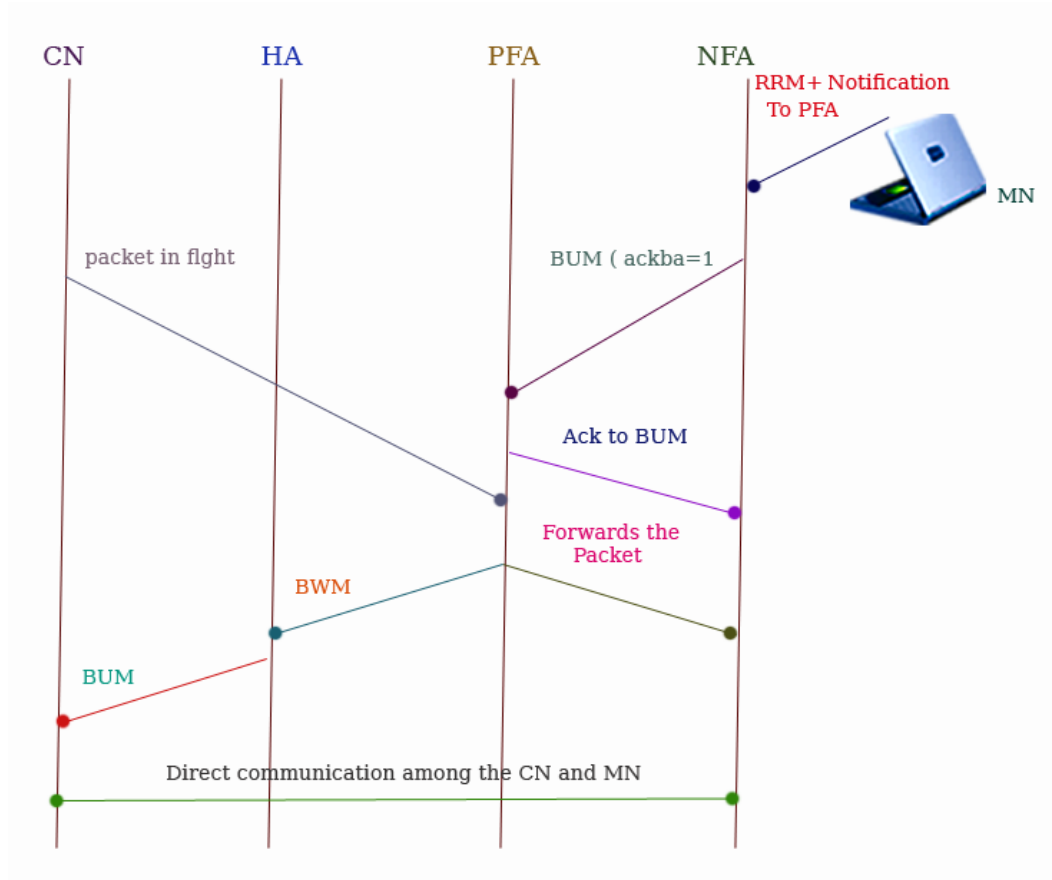 CN HA PFA NFA
RRM+ Notification
To PFA
MN
packet in flght
BUM ( ackba=1
Ack to BUM
Forwards the
Packet
BWM
BUM
Direct communication among the CN and MN